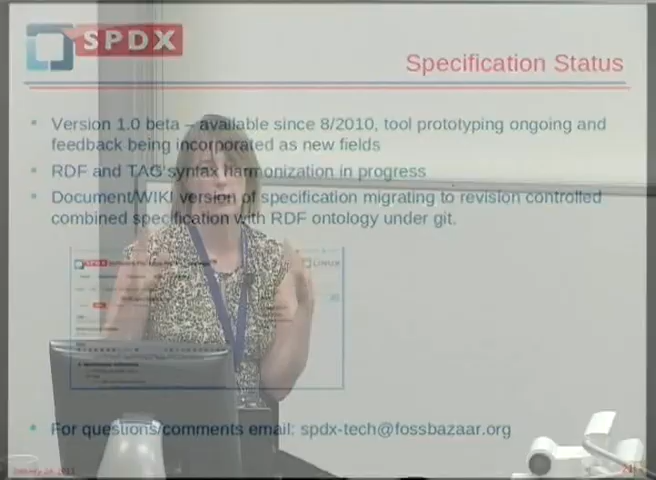 SPDX
Specification Status
Version 1.0 beta – available since 8/2010, tool prototyping ongoing and
feedback being incorporated as new fields
RDF and TAG syntax harmonization in progress
Document/WIKI version of specification migrating to revision controlled
combined specification with RDF ontology under git.
SPDX
For questions/comments email: spdx-tech@fossbazaar.org